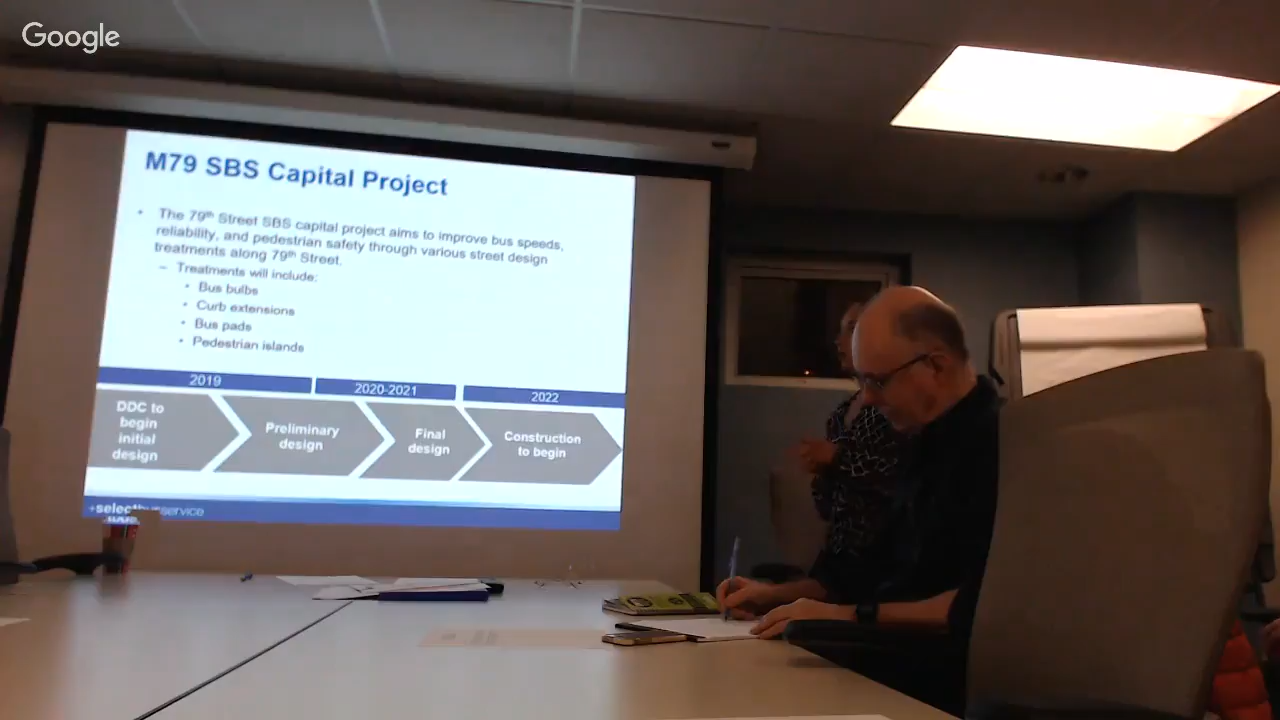 Google
M79 SBS Capital Project
• The 79th Street SBS capital project aims to improve bus speeds,
reliability, and pedestrian safety through various street design
treatments along 79th Street.
– Treatments will include:
• Bus bulbs
• Curb extensions
• Bus pads
• Pedestrian islands
2019
2020-2021
2022
DDC to
begin
initial
design
Preliminary
design
Final
design
Construction
to begin
+selectbusservice